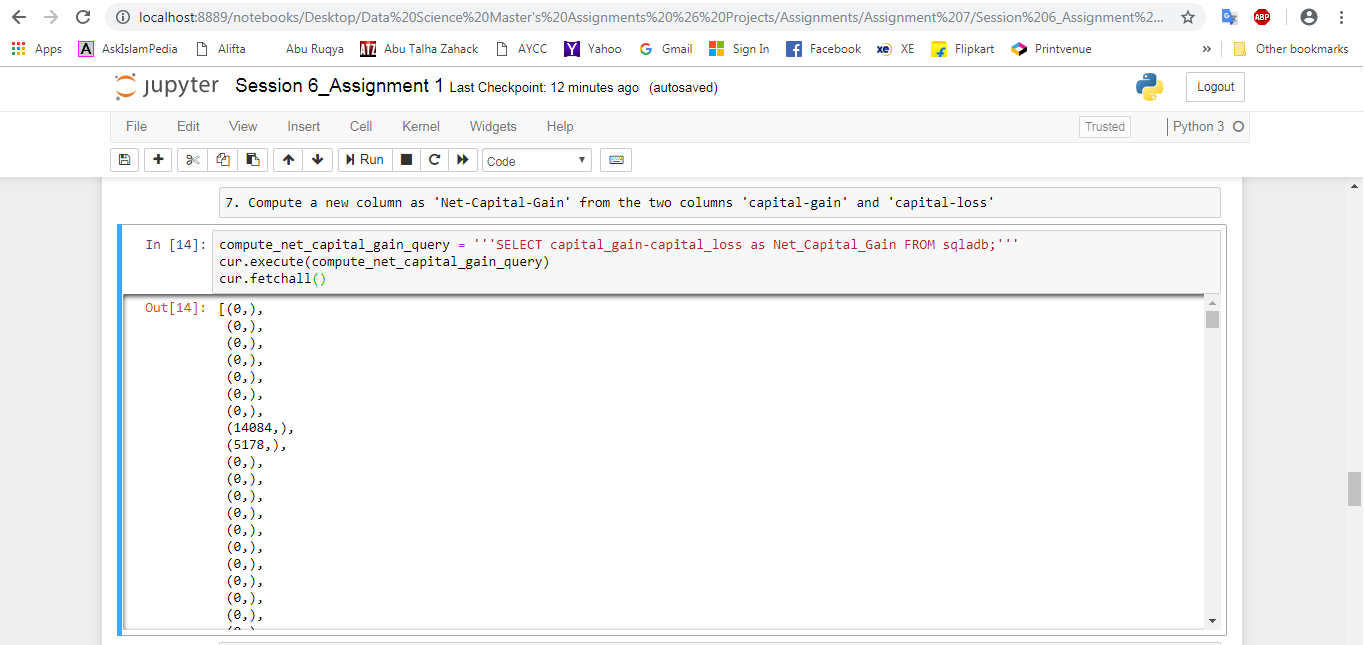 localhost:8889/notebooks/Desktop/Data%20Science%20Master's%20Assignments%20%26%20Projects/Assignments/Assignment%207/Session%206_Assignment%2...
ABP
Apps A AskIslamPedia Alifta Abu Ruqya ATZ Abu Talha Zahack AYCC Y Yahoo G Gmail Sign In f Facebook xe XE Flipkart Printvenue » Other bookmarks
jupyter Session 6_Assignment 1 Last Checkpoint: 12 minutes ago (autosaved) Logout
File Edit View Insert Cell Kernel Widgets Help Trusted Python 3
Run Code
7. Compute a new column as 'Net-Capital-Gain' from the two columns 'capital-gain' and 'capital-loss'
In [14]: compute_net_capital_gain_query = '''SELECT capital_gain-capital_loss as Net_Capital_Gain FROM sqladb;'''
cur.execute(compute_net_capital_gain_query)
cur.fetchall()
Out[14]: [(0,),
(0,),
(0,),
(0,),
(0,),
(0,),
(0,),
(14084,),
(5178,),
(0,),
(0,),
(0,),
(0,),
(0,),
(0,),
(0,),
(0,),
(0,),
(0,),